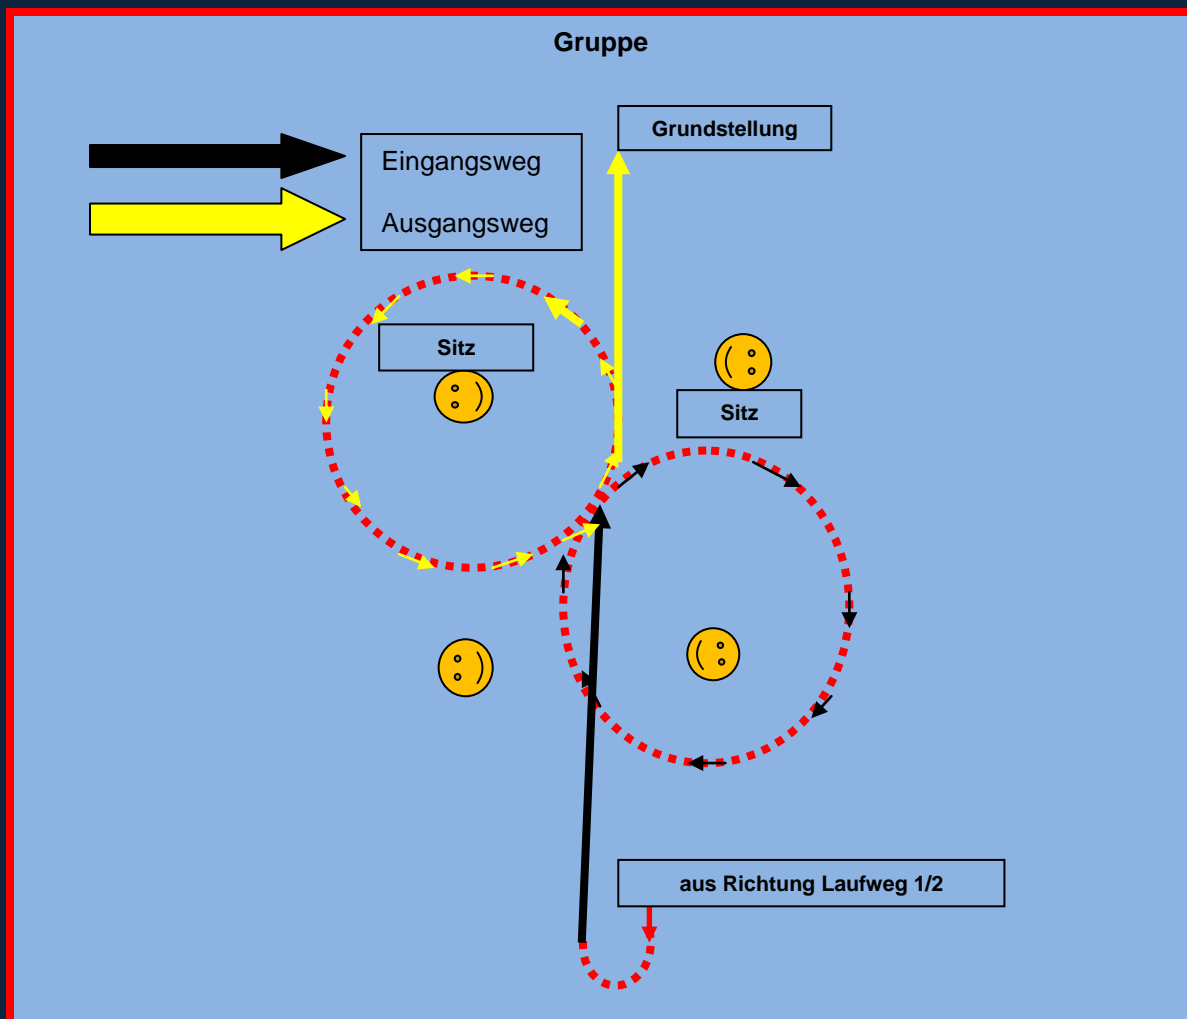 Gruppe
Grundstellung
Eingangsweg
Ausgangsweg
Sitz
Sitz
aus Richtung Laufweg 1/2